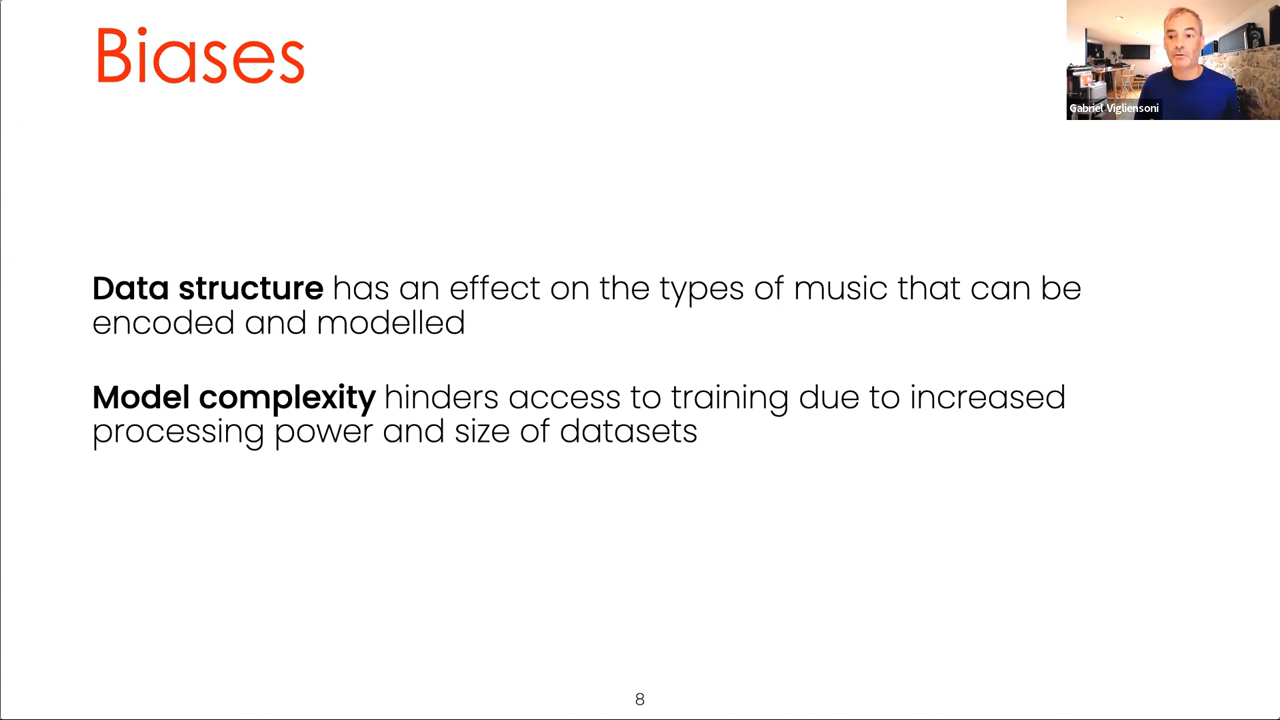 Biases
Gabriel Vigliensoni
Data structure has an effect on the types of music that can be
encoded and modelled
Model complexity hinders access to training due to increased
processing power and size of datasets
8